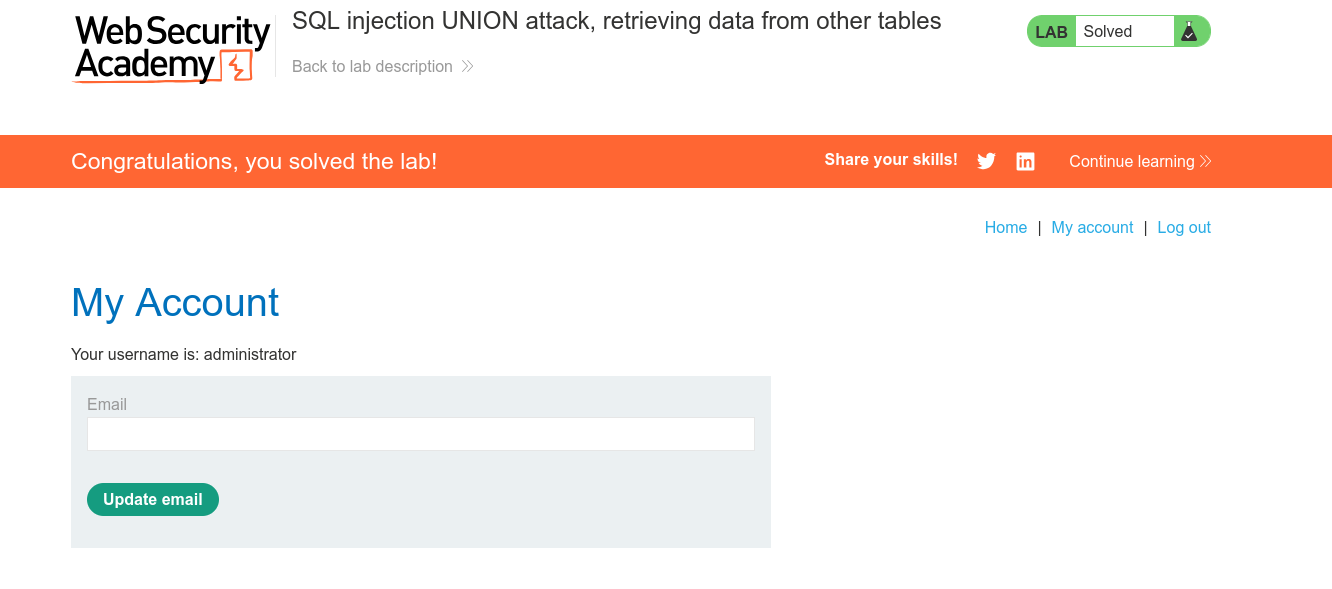 Web Security
Academy
SQL injection UNION attack, retrieving data from other tables
Back to lab description
LAB Solved
Congratulations, you solved the lab!
Share your skills!
Continue learning
Home | My account | Log out
My Account
Your username is: administrator
Email
Update email